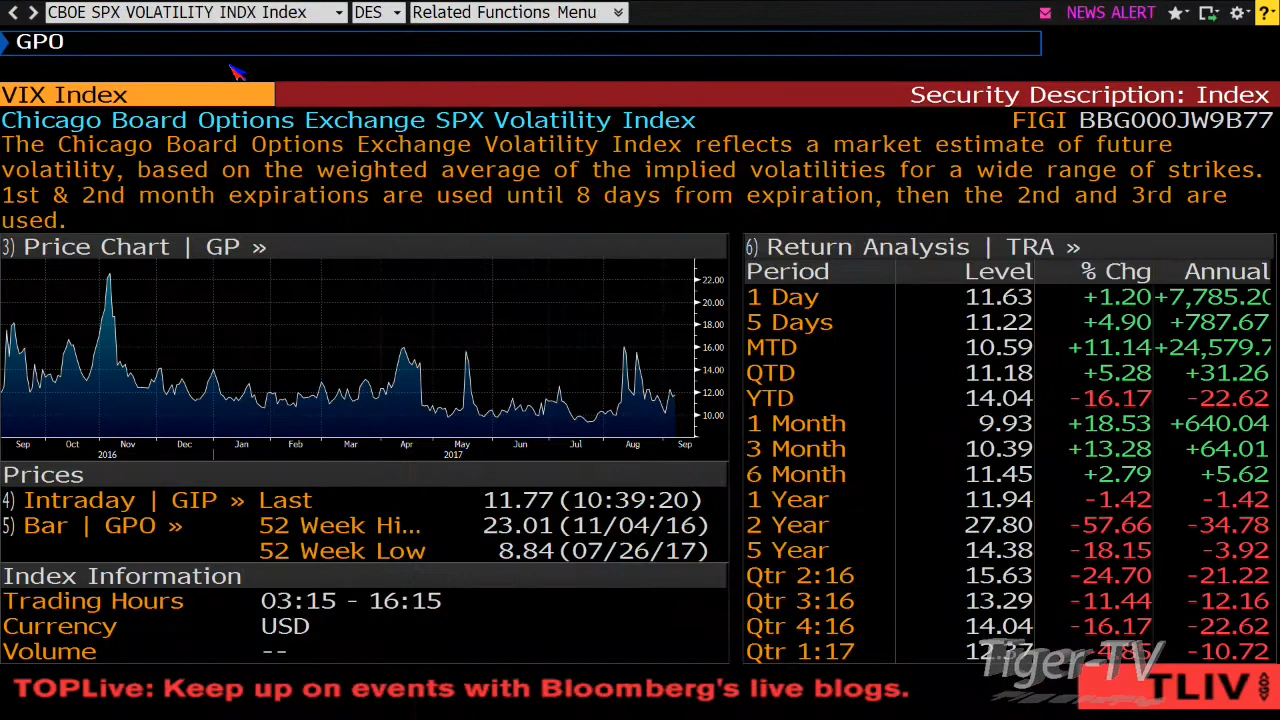 CBOE SPX VOLATILITY INDX Index DES Related Functions Menu NEWS ALERT ?
GPO
VIX Index Security Description: Index
Chicago Board Options Exchange SPX Volatility Index FIGI BBG000JW9B77
The Chicago Board Options Exchange Volatility Index reflects a market estimate of future
volatility, based on the weighted average of the implied volatilities for a wide range of strikes.
1st & 2nd month expirations are used until 8 days from expiration, then the 2nd and 3rd are
used.
3) Price Chart | GP »
22.00
20.00
18.00
16.00
14.00
12.00
10.00
Sep Oct Nov Dec Jan Feb Mar Apr May Jun Jul Aug Sep
2016 2017
Prices
4) Intraday | GIP » Last 11.77 (10:39:20)
5) Bar | GPO » 52 Week Hi... 23.01 (11/04/16)
52 Week Low 8.84 (07/26/17)
Index Information
Trading Hours 03:15 - 16:15
Currency USD
Volume --
6) Return Analysis | TRA »
Period Level % Chg Annual
1 Day 11.63 +1.20 +7,785.20
5 Days 11.22 +4.90 +787.67
MTD 10.59 +11.14 +24,579.7
QTD 11.18 +5.28 +31.26
YTD 14.04 -16.17 -22.62
1 Month 9.93 +18.53 +640.04
3 Month 10.39 +13.28 +64.01
6 Month 11.45 +2.79 +5.62
1 Year 11.94 -1.42 -1.42
2 Year 27.80 -57.66 -34.78
5 Year 14.38 -18.15 -3.92
Qtr 2:16 15.63 -24.70 -21.22
Qtr 3:16 13.29 -11.44 -12.16
Qtr 4:16 14.04 -16.17 -22.62
Qtr 1:17 12.37 -4.85 -10.72
Tiger-TV
TOPLive: Keep up on events with Bloomberg's live blogs. TLIV